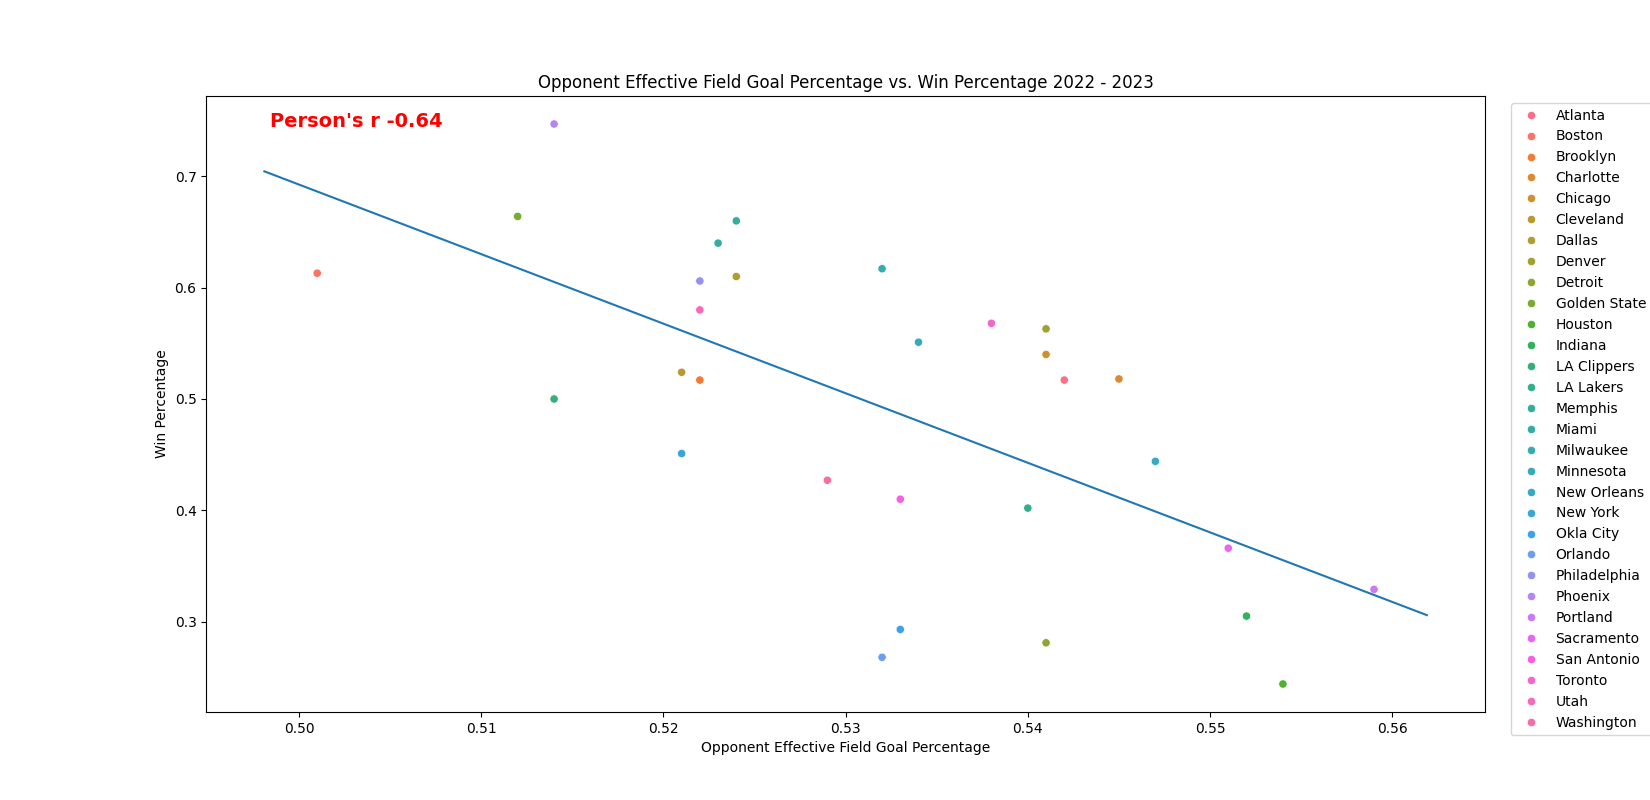 Opponent Effective Field Goal Percentage vs. Win Percentage 2022 - 2023
Person's r -0.64
Win Percentage
0.7
0.6
0.5
0.4
0.3
0.50 0.51 0.52 0.53 0.54 0.55 0.56
Opponent Effective Field Goal Percentage
Atlanta
Boston
Brooklyn
Charlotte
Chicago
Cleveland
Dallas
Denver
Detroit
Golden State
Houston
Indiana
LA Clippers
LA Lakers
Memphis
Miami
Milwaukee
Minnesota
New Orleans
New York
Okla City
Orlando
Philadelphia
Phoenix
Portland
Sacramento
San Antonio
Toronto
Utah
Washington